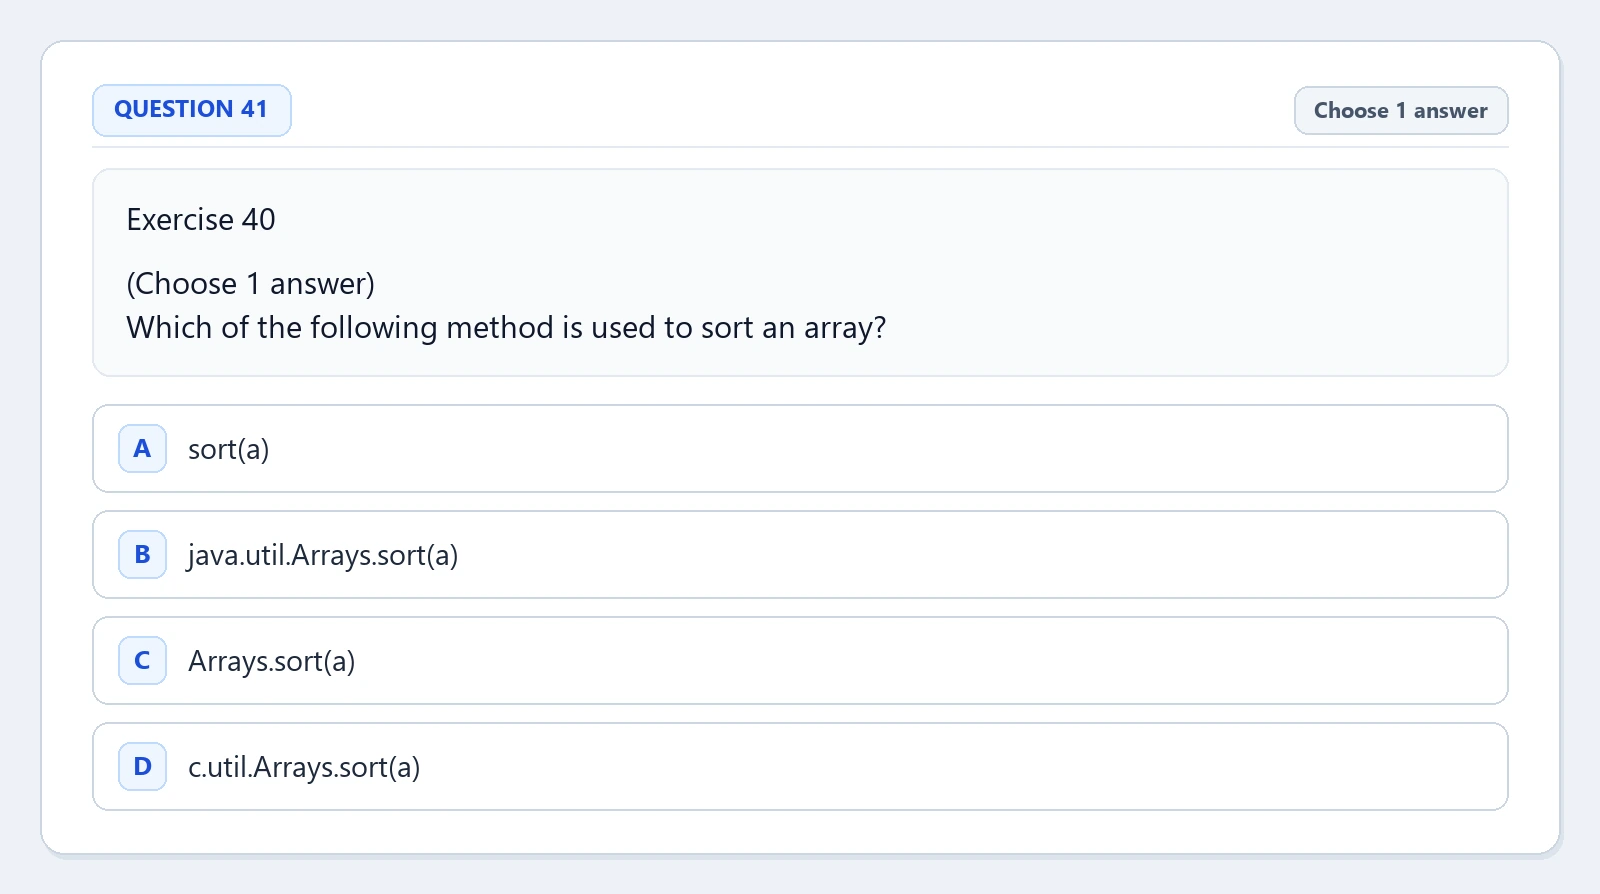 QUESTION 41
Choose 1 answer
Exercise 40
(Choose 1 answer)
Which of the following method is used to sort an array?
A sort(a)
B java.util.Arrays.sort(a)
C Arrays.sort(a)
D c.util.Arrays.sort(a)